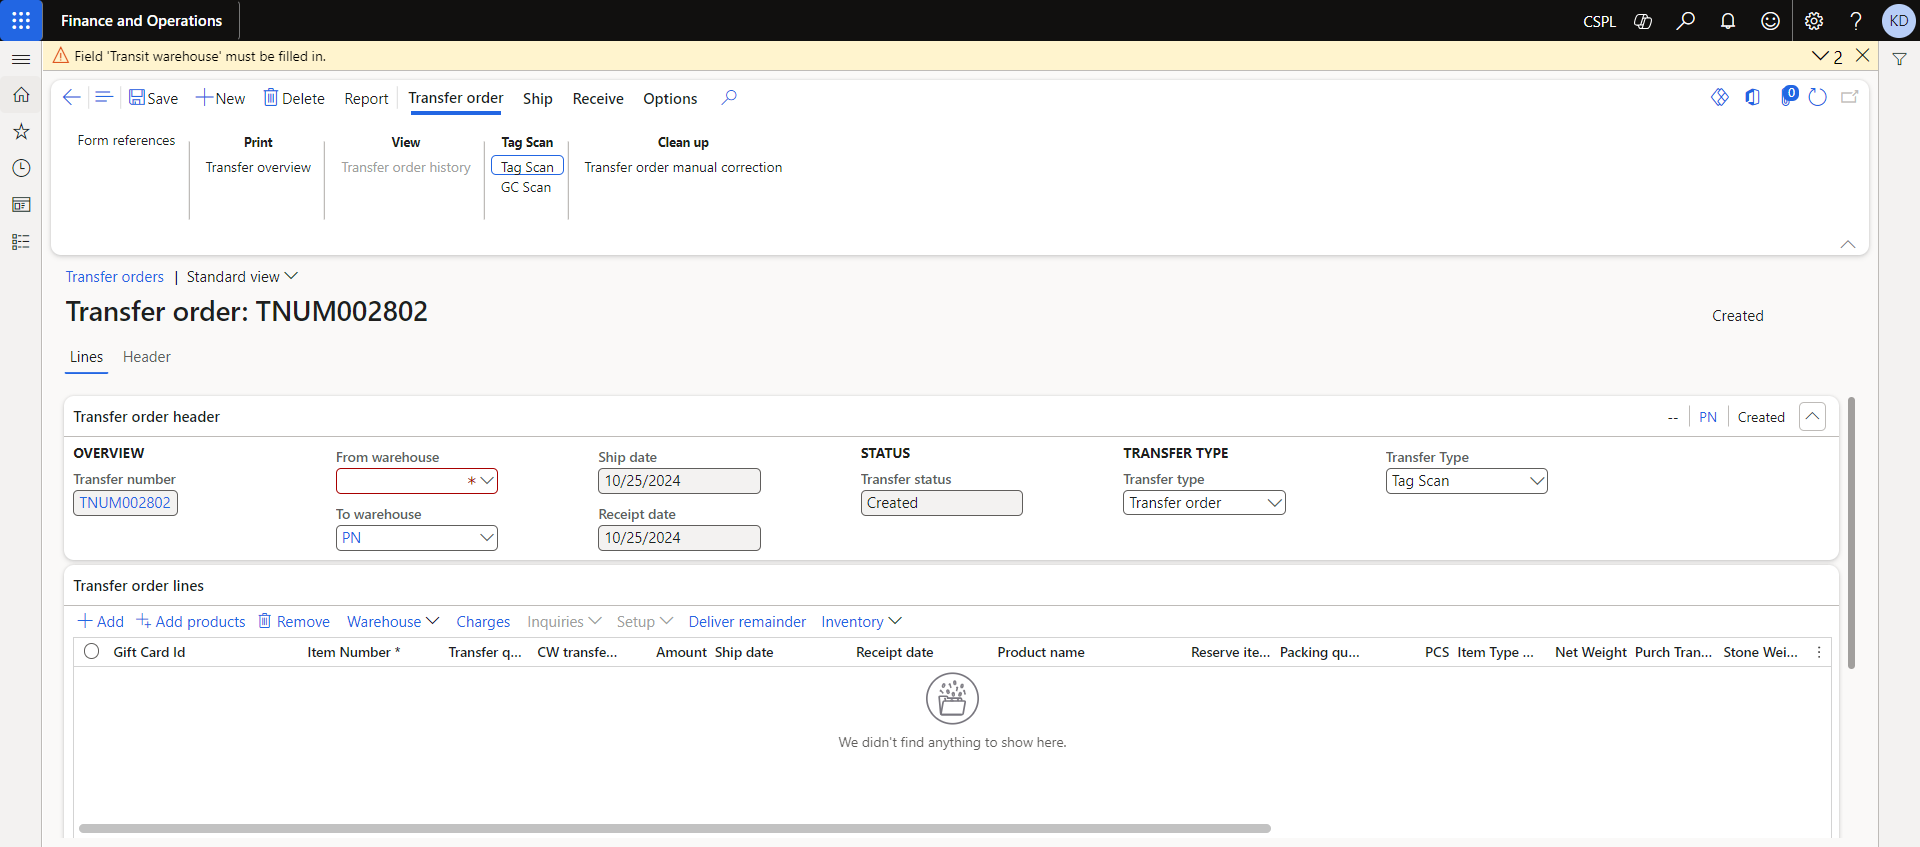 Finance and Operations
CSPL
KD
Field 'Transit warehouse' must be filled in.
2
Save
New
Delete
Report
Transfer order
Ship
Receive
Options
0
Form references
Print
View
Tag Scan
Clean up
Transfer overview
Transfer order history
Tag Scan
Transfer order manual correction
GC Scan
Transfer orders | Standard view
Transfer order: TNUM002802
Created
Lines
Header
Transfer order header
-- PN Created
OVERVIEW
Transfer number
TNUM002802
From warehouse
*
To warehouse
PN
Ship date
10/25/2024
Receipt date
10/25/2024
STATUS
Transfer status
Created
TRANSFER TYPE
Transfer type
Transfer order
Transfer Type
Tag Scan
Transfer order lines
Add
Add products
Remove
Warehouse
Charges
Inquiries
Setup
Deliver remainder
Inventory
Gift Card Id
Item Number *
Transfer q...
CW transfe...
Amount
Ship date
Receipt date
Product name
Reserve ite...
Packing qu...
PCS
Item Type ...
Net Weight
Purch Tran...
Stone Wei...
We didn't find anything to show here.